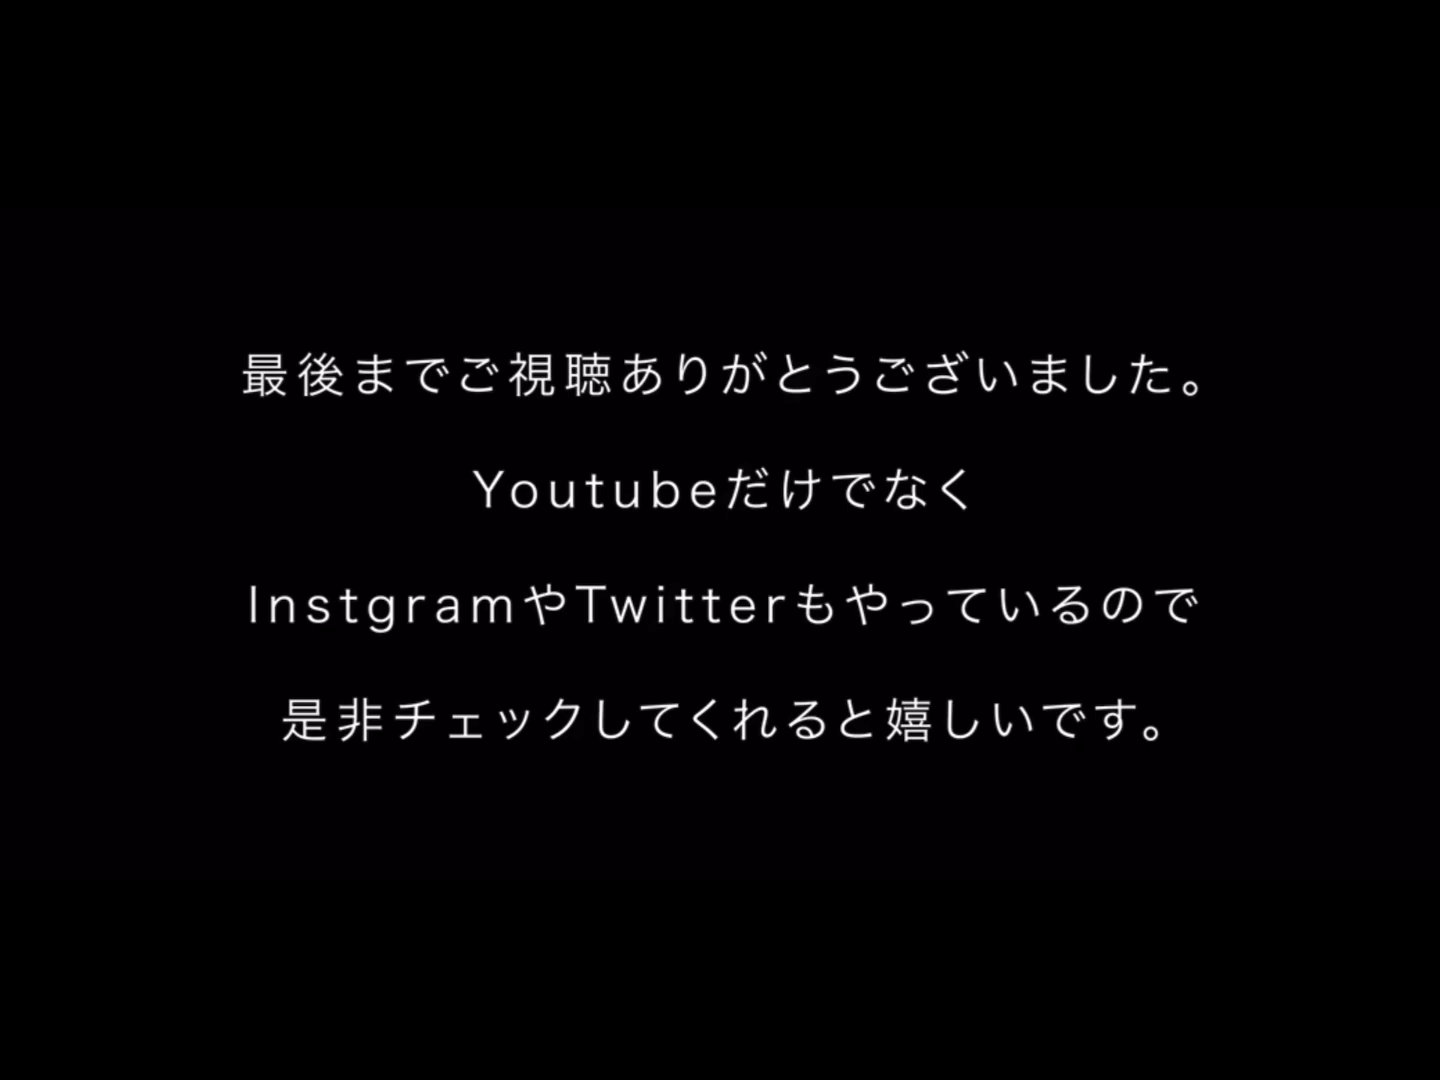 最後までご視聴ありがとうございました。
Youtubeだけでなく
InstgramやTwitterもやっているので
是非チェックしてくれると嬉しいです。